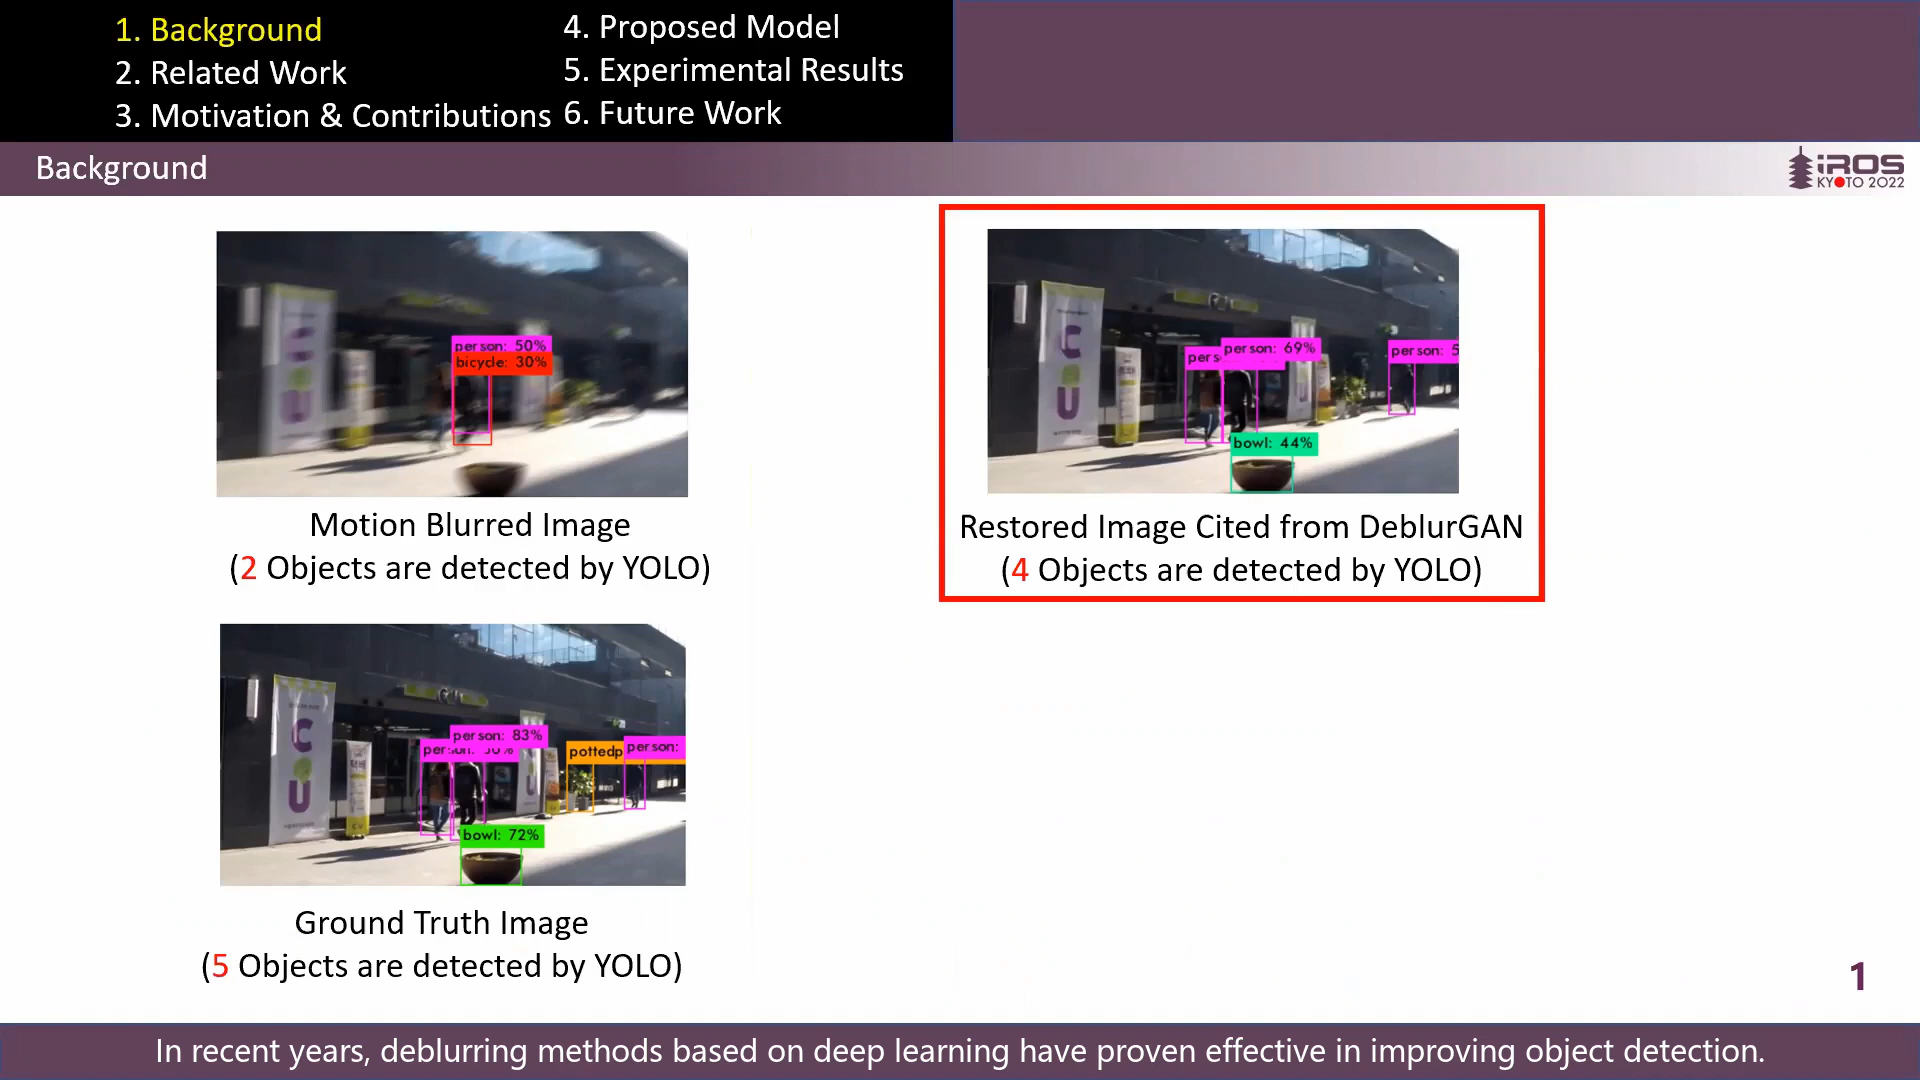 1. Background
2. Related Work
3. Motivation & Contributions
4. Proposed Model
5. Experimental Results
6. Future Work
Background
iROS
KYOTO 2022
person: 50%
bicycle: 30%
Motion Blurred Image
(2 Objects are detected by YOLO)
C
U
pers
person: 69%
person: 5
bowl: 44%
Restored Image Cited from DeblurGAN
(4 Objects are detected by YOLO)
C
U
person: 83%
person:
pottedp
person:
bowl: 72%
Ground Truth Image
(5 Objects are detected by YOLO)
1
In recent years, deblurring methods based on deep learning have proven effective in improving object detection.